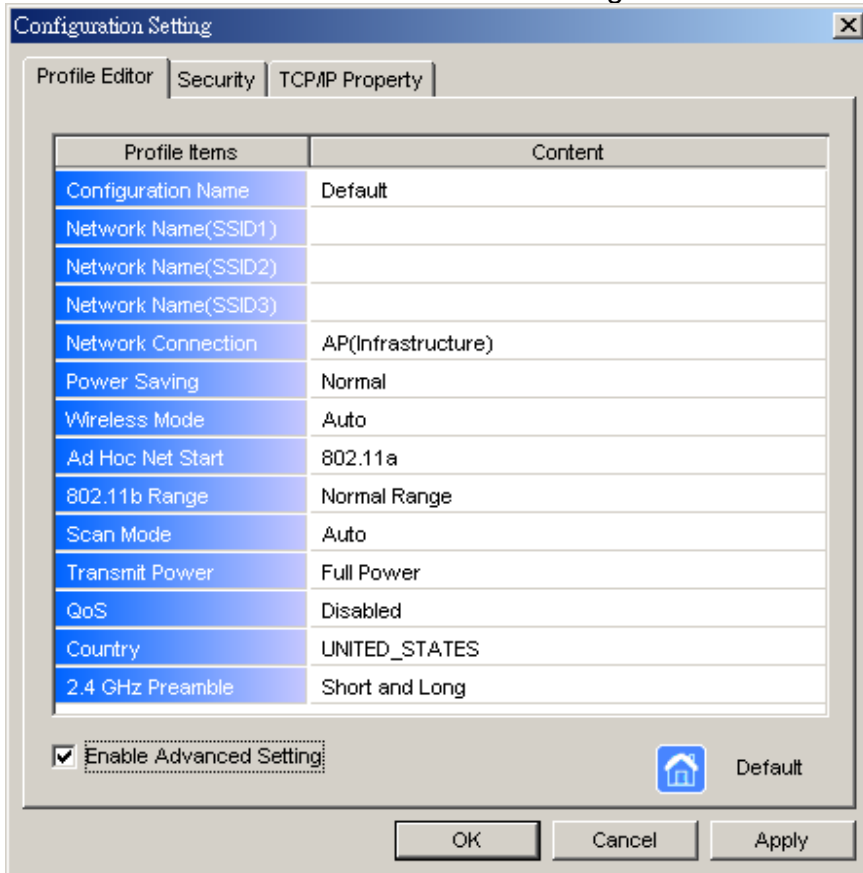 Configuration Setting
Profile Editor Security TCP/IP Property
Profile Items Content
Configuration Name Default
Network Name(SSID1)
Network Name(SSID2)
Network Name(SSID3)
Network Connection AP(Infrastructure)
Power Saving Normal
Wireless Mode Auto
Ad Hoc Net Start 802.11a
802.11b Range Normal Range
Scan Mode Auto
Transmit Power Full Power
QoS Disabled
Country UNITED_STATES
2.4 GHz Preamble Short and Long
Enable Advanced Setting Default
OK Cancel Apply